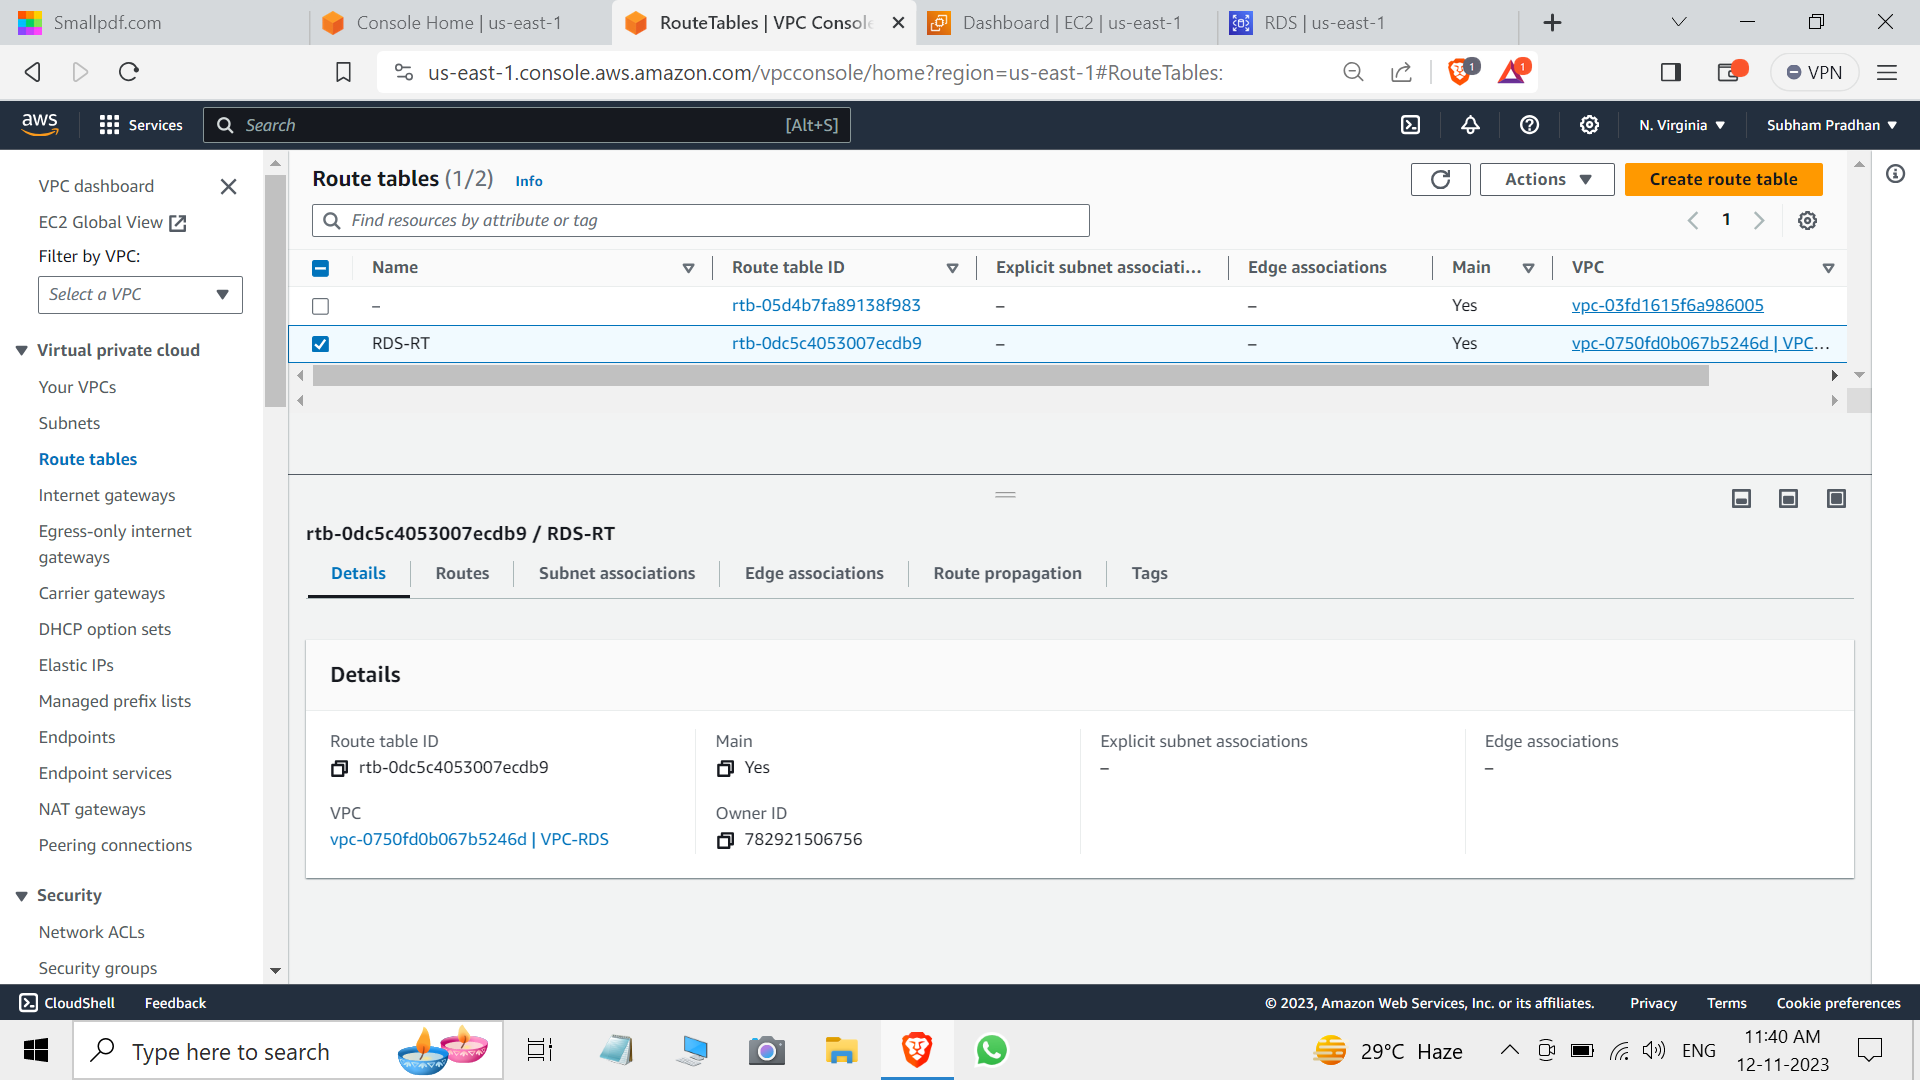 Smallpdf.com
Console Home | us-east-1
RouteTables | VPC Console
Dashboard | EC2 | us-east-1
RDS | us-east-1
us-east-1.console.aws.amazon.com/vpcconsole/home?region=us-east-1#RouteTables:
1
1
VPN
aws
Services
Search
[Alt+S]
N. Virginia
Subham Pradhan
VPC dashboard
EC2 Global View
Filter by VPC:
Select a VPC
Virtual private cloud
Your VPCs
Subnets
Route tables
Internet gateways
Egress-only internet
gateways
Carrier gateways
DHCP option sets
Elastic IPs
Managed prefix lists
Endpoints
Endpoint services
NAT gateways
Peering connections
Security
Network ACLs
Security groups
Route tables (1/2) Info
Actions
Create route table
Find resources by attribute or tag
1
Name Route table ID Explicit subnet associati... Edge associations Main VPC
– rtb-05d4b7fa89138f983 – – Yes vpc-03fd1615f6a986005
RDS-RT rtb-0dc5c4053007ecdb9 – – Yes vpc-0750fd0b067b5246d | VPC...
rtb-0dc5c4053007ecdb9 / RDS-RT
Details Routes Subnet associations Edge associations Route propagation Tags
Details
Route table ID
rtb-0dc5c4053007ecdb9
VPC
vpc-0750fd0b067b5246d | VPC-RDS
Main
Yes
Owner ID
782921506756
Explicit subnet associations
–
Edge associations
–
CloudShell
Feedback
© 2023, Amazon Web Services, Inc. or its affiliates.
Privacy
Terms
Cookie preferences
Type here to search
29°C Haze
ENG
11:40 AM
12-11-2023